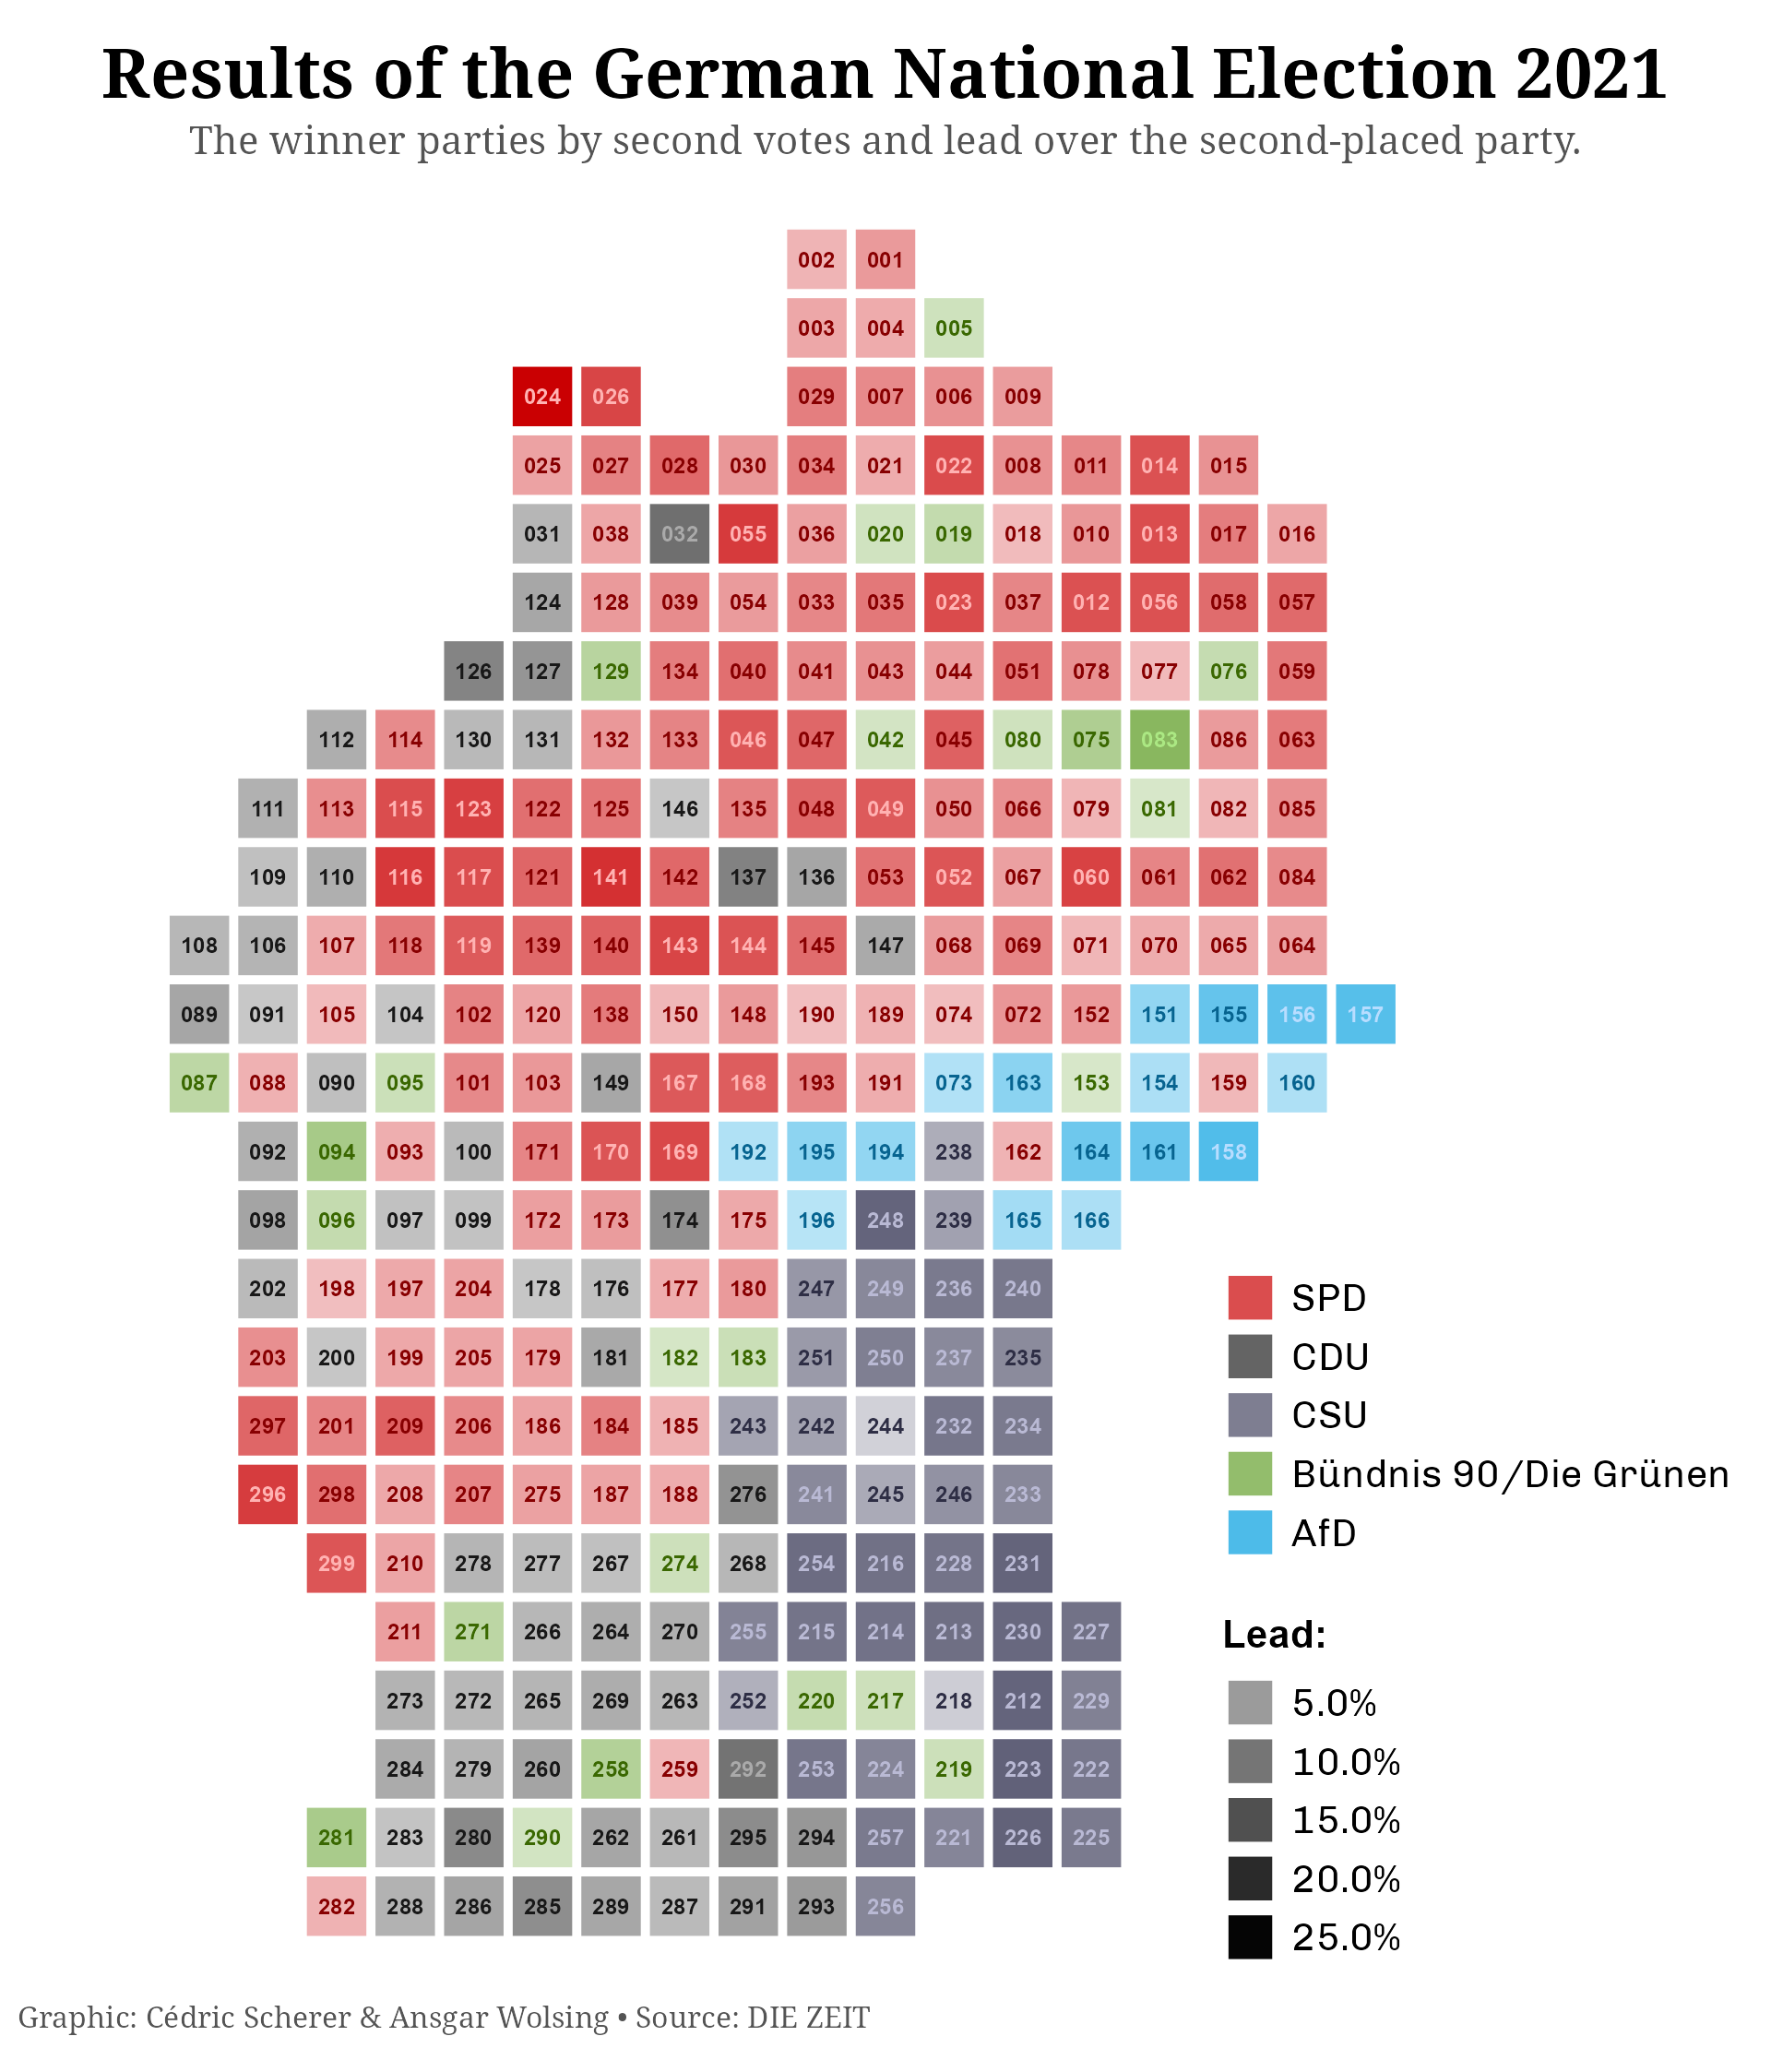 Results of the German National Election 2021
The winner parties by second votes and lead over the second-placed party.
002 001
003 004 005
024 026 029 007 006 009
025 027 028 030 034 021 022 008 011 014 015
031 038 032 055 036 020 019 018 010 013 017 016
124 128 039 054 033 035 023 037 012 056 058 057
126 127 129 134 040 041 043 044 051 078 077 076 059
112 114 130 131 132 133 046 047 042 045 080 075 083 086 063
111 113 115 123 122 125 146 135 048 049 050 066 079 081 082 085
109 110 116 117 121 141 142 137 136 053 052 067 060 061 062 084
108 106 107 118 119 139 140 143 144 145 147 068 069 071 070 065 064
089 091 105 104 102 120 138 150 148 190 189 074 072 152 151 155 156 157
087 088 090 095 101 103 149 167 168 193 191 073 163 153 154 159 160
092 094 093 100 171 170 169 192 195 194 238 162 164 161 158
098 096 097 099 172 173 174 175 196 248 239 165 166
202 198 197 204 178 176 177 180 247 249 236 240
203 200 199 205 179 181 182 183 251 250 237 235
297 201 209 206 186 184 185 243 242 244 232 234
296 298 208 207 275 187 188 276 241 245 246 233
299 210 278 277 267 274 268 254 216 228 231
211 271 266 264 270 255 215 214 213 230 227
273 272 265 269 263 252 220 217 218 212 229
284 279 260 258 259 292 253 224 219 223 222
281 283 280 290 262 261 295 294 257 221 226 225
282 288 286 285 289 287 291 293 256
SPD
CDU
CSU
Bündnis 90/Die Grünen
AfD
Lead:
5.0%
10.0%
15.0%
20.0%
25.0%
Graphic: Cédric Scherer & Ansgar Wolsing • Source: DIE ZEIT